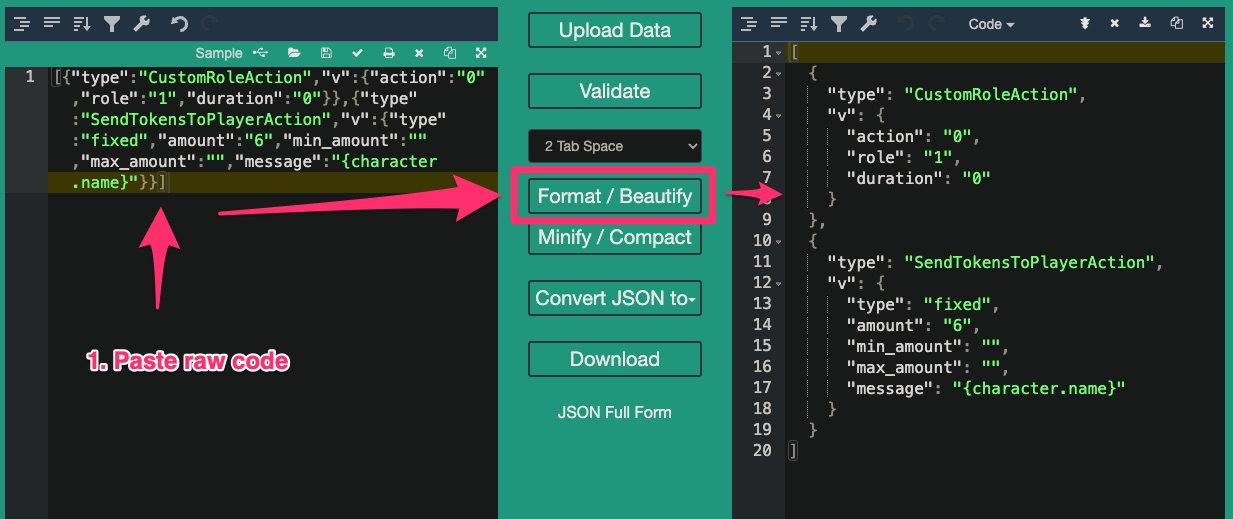 Sample
1 [{"type":"CustomRoleAction","v":{"action":"0"
,"role":"1","duration":"0"}},{"type"
:"SendTokensToPlayerAction","v":{"type"
:"fixed","amount":"6","min_amount":""
,"max_amount":"","message":"{character
.name}"}}]
1. Paste raw code
Upload Data
Validate
2 Tab Space
Format / Beautify
Minify / Compact
Convert JSON to
Download
JSON Full Form
Code
1 [
2 {
3 "type": "CustomRoleAction",
4 "v": {
5 "action": "0",
6 "role": "1",
7 "duration": "0"
8 }
9 },
10 {
11 "type": "SendTokensToPlayerAction",
12 "v": {
13 "type": "fixed",
14 "amount": "6",
15 "min_amount": "",
16 "max_amount": "",
17 "message": "{character.name}"
18 }
19 }
20 ]